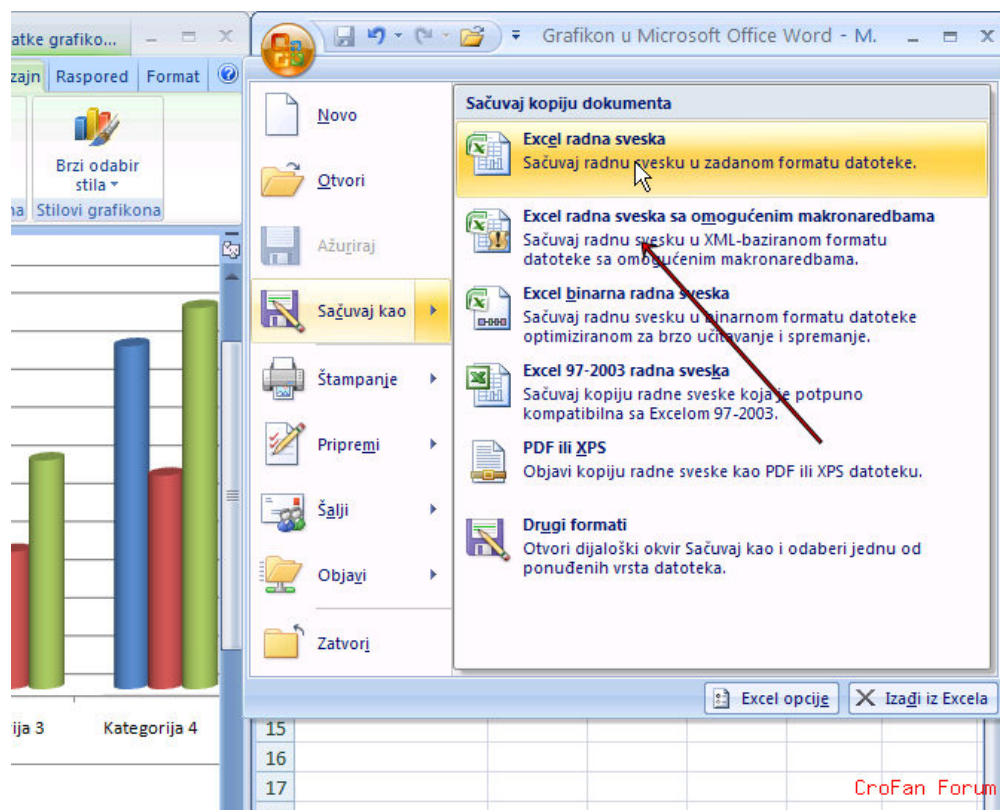 atke grafiko...
zajn Raspored Format
Brzi odabir
stila
Stilovi grafikona
ija 3 Kategorija 4
Grafikon u Microsoft Office Word - M.
Novo
Otvori
Ažuriraj
Sačuvaj kao
Štampanje
Pripremi
Šalji
Objavi
Zatvori
Sačuvaj kopiju dokumenta
Excel radna sveska
Sačuvaj radnu svesku u zadanom formatu datoteke.
Excel radna sveska sa omogućenim makronaredbama
Sačuvaj radnu svesku u XML-baziranom formatu
datoteke sa omogućenim makronaredbama.
Excel binarna radna sveska
Sačuvaj radnu svesku u binarnom formatu datoteke
optimiziranom za brzo učitavanje i spremanje.
Excel 97-2003 radna sveska
Sačuvaj kopiju radne sveske koja je potpuno
kompatibilna sa Excelom 97-2003.
PDF ili XPS
Objavi kopiju radne sveske kao PDF ili XPS datoteku.
Drugi formati
Otvori dijaloški okvir Sačuvaj kao i odaberi jednu od
ponuđenih vrsta datoteka.
Excel opcije Izađi iz Excela
15
16
17
CroFan Forum